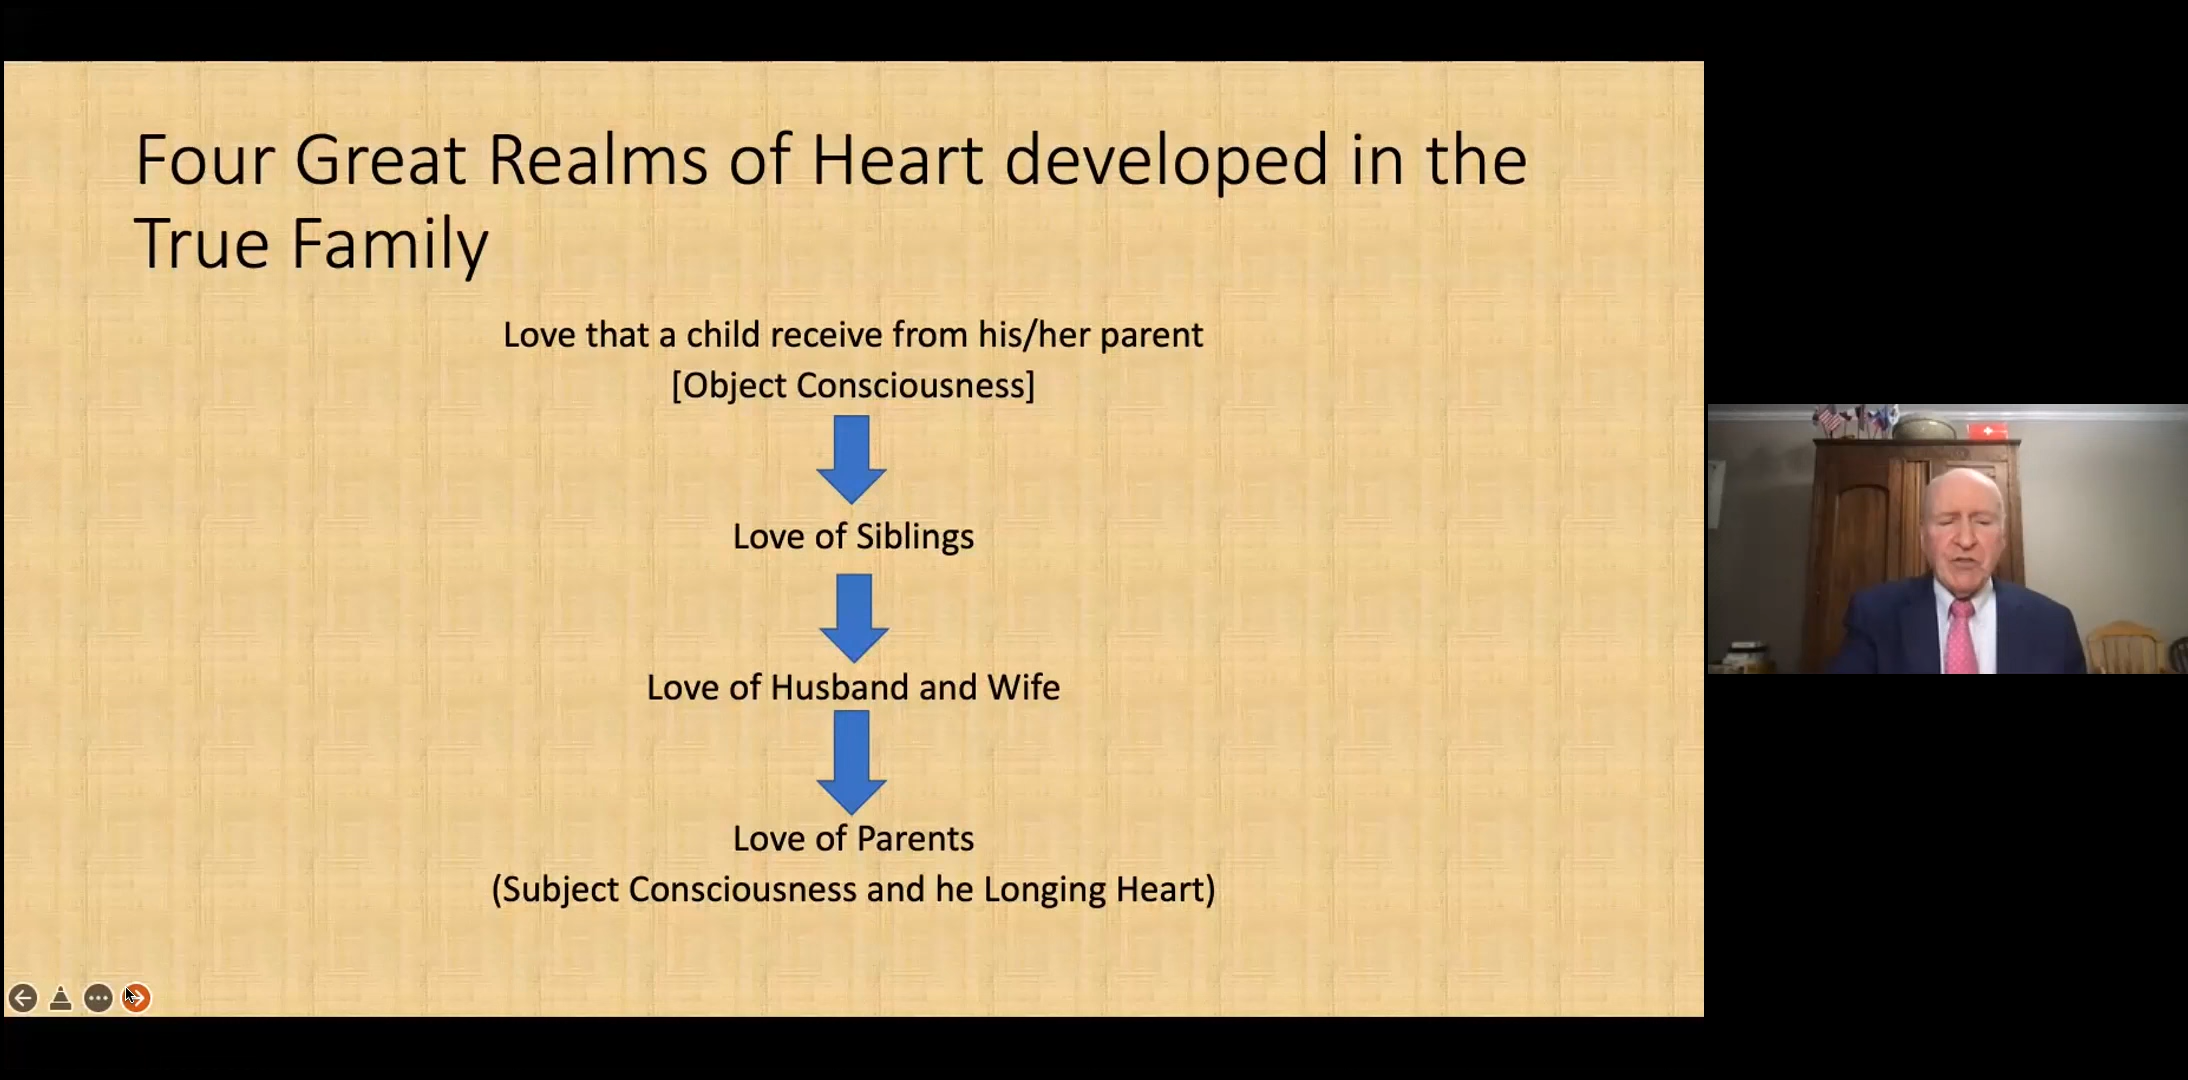 Four Great Realms of Heart developed in the
True Family
Love that a child receive from his/her parent
[Object Consciousness]
Love of Siblings
Love of Husband and Wife
Love of Parents
(Subject Consciousness and he Longing Heart)